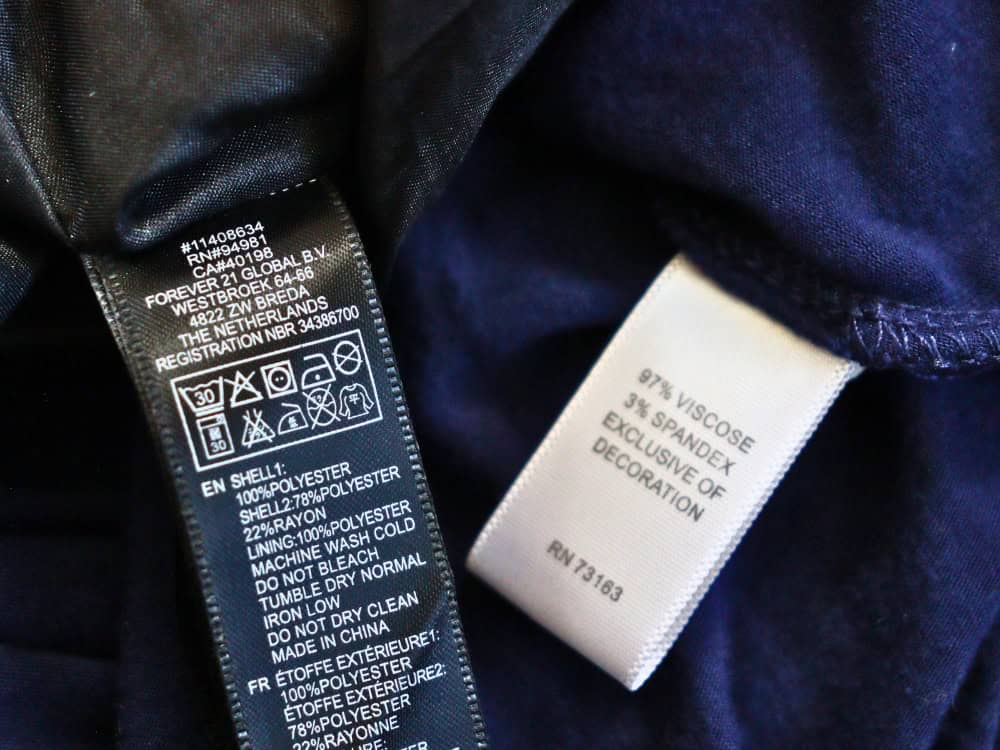 #11408634
RN#94981
CA#40198
FOREVER 21 GLOBAL B.V.
WESTBROEK 64-66
4822 ZW BREDA
THE NETHERLANDS
REGISTRATION NBR 34386700
30
30
平
EN SHELL1:
100%POLYESTER
SHELL2:78%POLYESTER
22%RAYON
LINING:100%POLYESTER
MACHINE WASH COLD
DO NOT BLEACH
TUMBLE DRY NORMAL
IRON LOW
DO NOT DRY CLEAN
MADE IN CHINA
FR ÉTOFFE EXTÉRIEURE1:
100%POLYESTER
ÉTOFFE EXTÉRIEURE2:
78%POLYESTER
22%RAYONNE
97% VISCOSE
3% SPANDEX
EXCLUSIVE OF
DECORATION
RN 73163